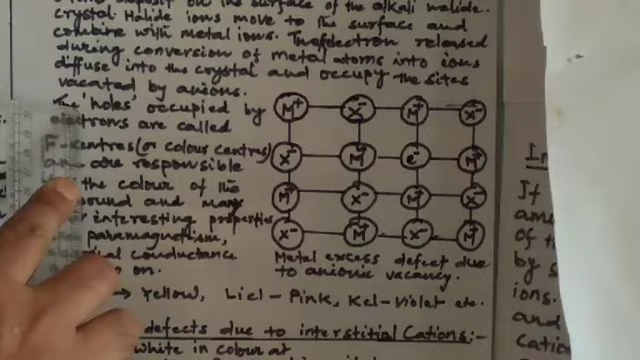 deposit on the surface of the alkali halide
crystal. Halide ions move to the surface and
combine with metal ions. The electron released
during conversion of metal atoms into ions
diffuse into the crystal and occupy the sites
vacated by anions.
The 'holes' occupied by
electrons are called
F-centres (or colour centres)
and are responsible
the colour of the
and many
interesting properties
paramagnetism,
conductance
on.
M+ X- M+ X-
X- M+ e- M+
M+ X- M+ X-
X- M+ X- M+
Metal excess defect due
to anionic vacancy.
→ Yellow, Licl - Pink, Kcl - Violet etc.
defects due to interstitial Cations:-
white in colour at
If
of
by
ions.
and